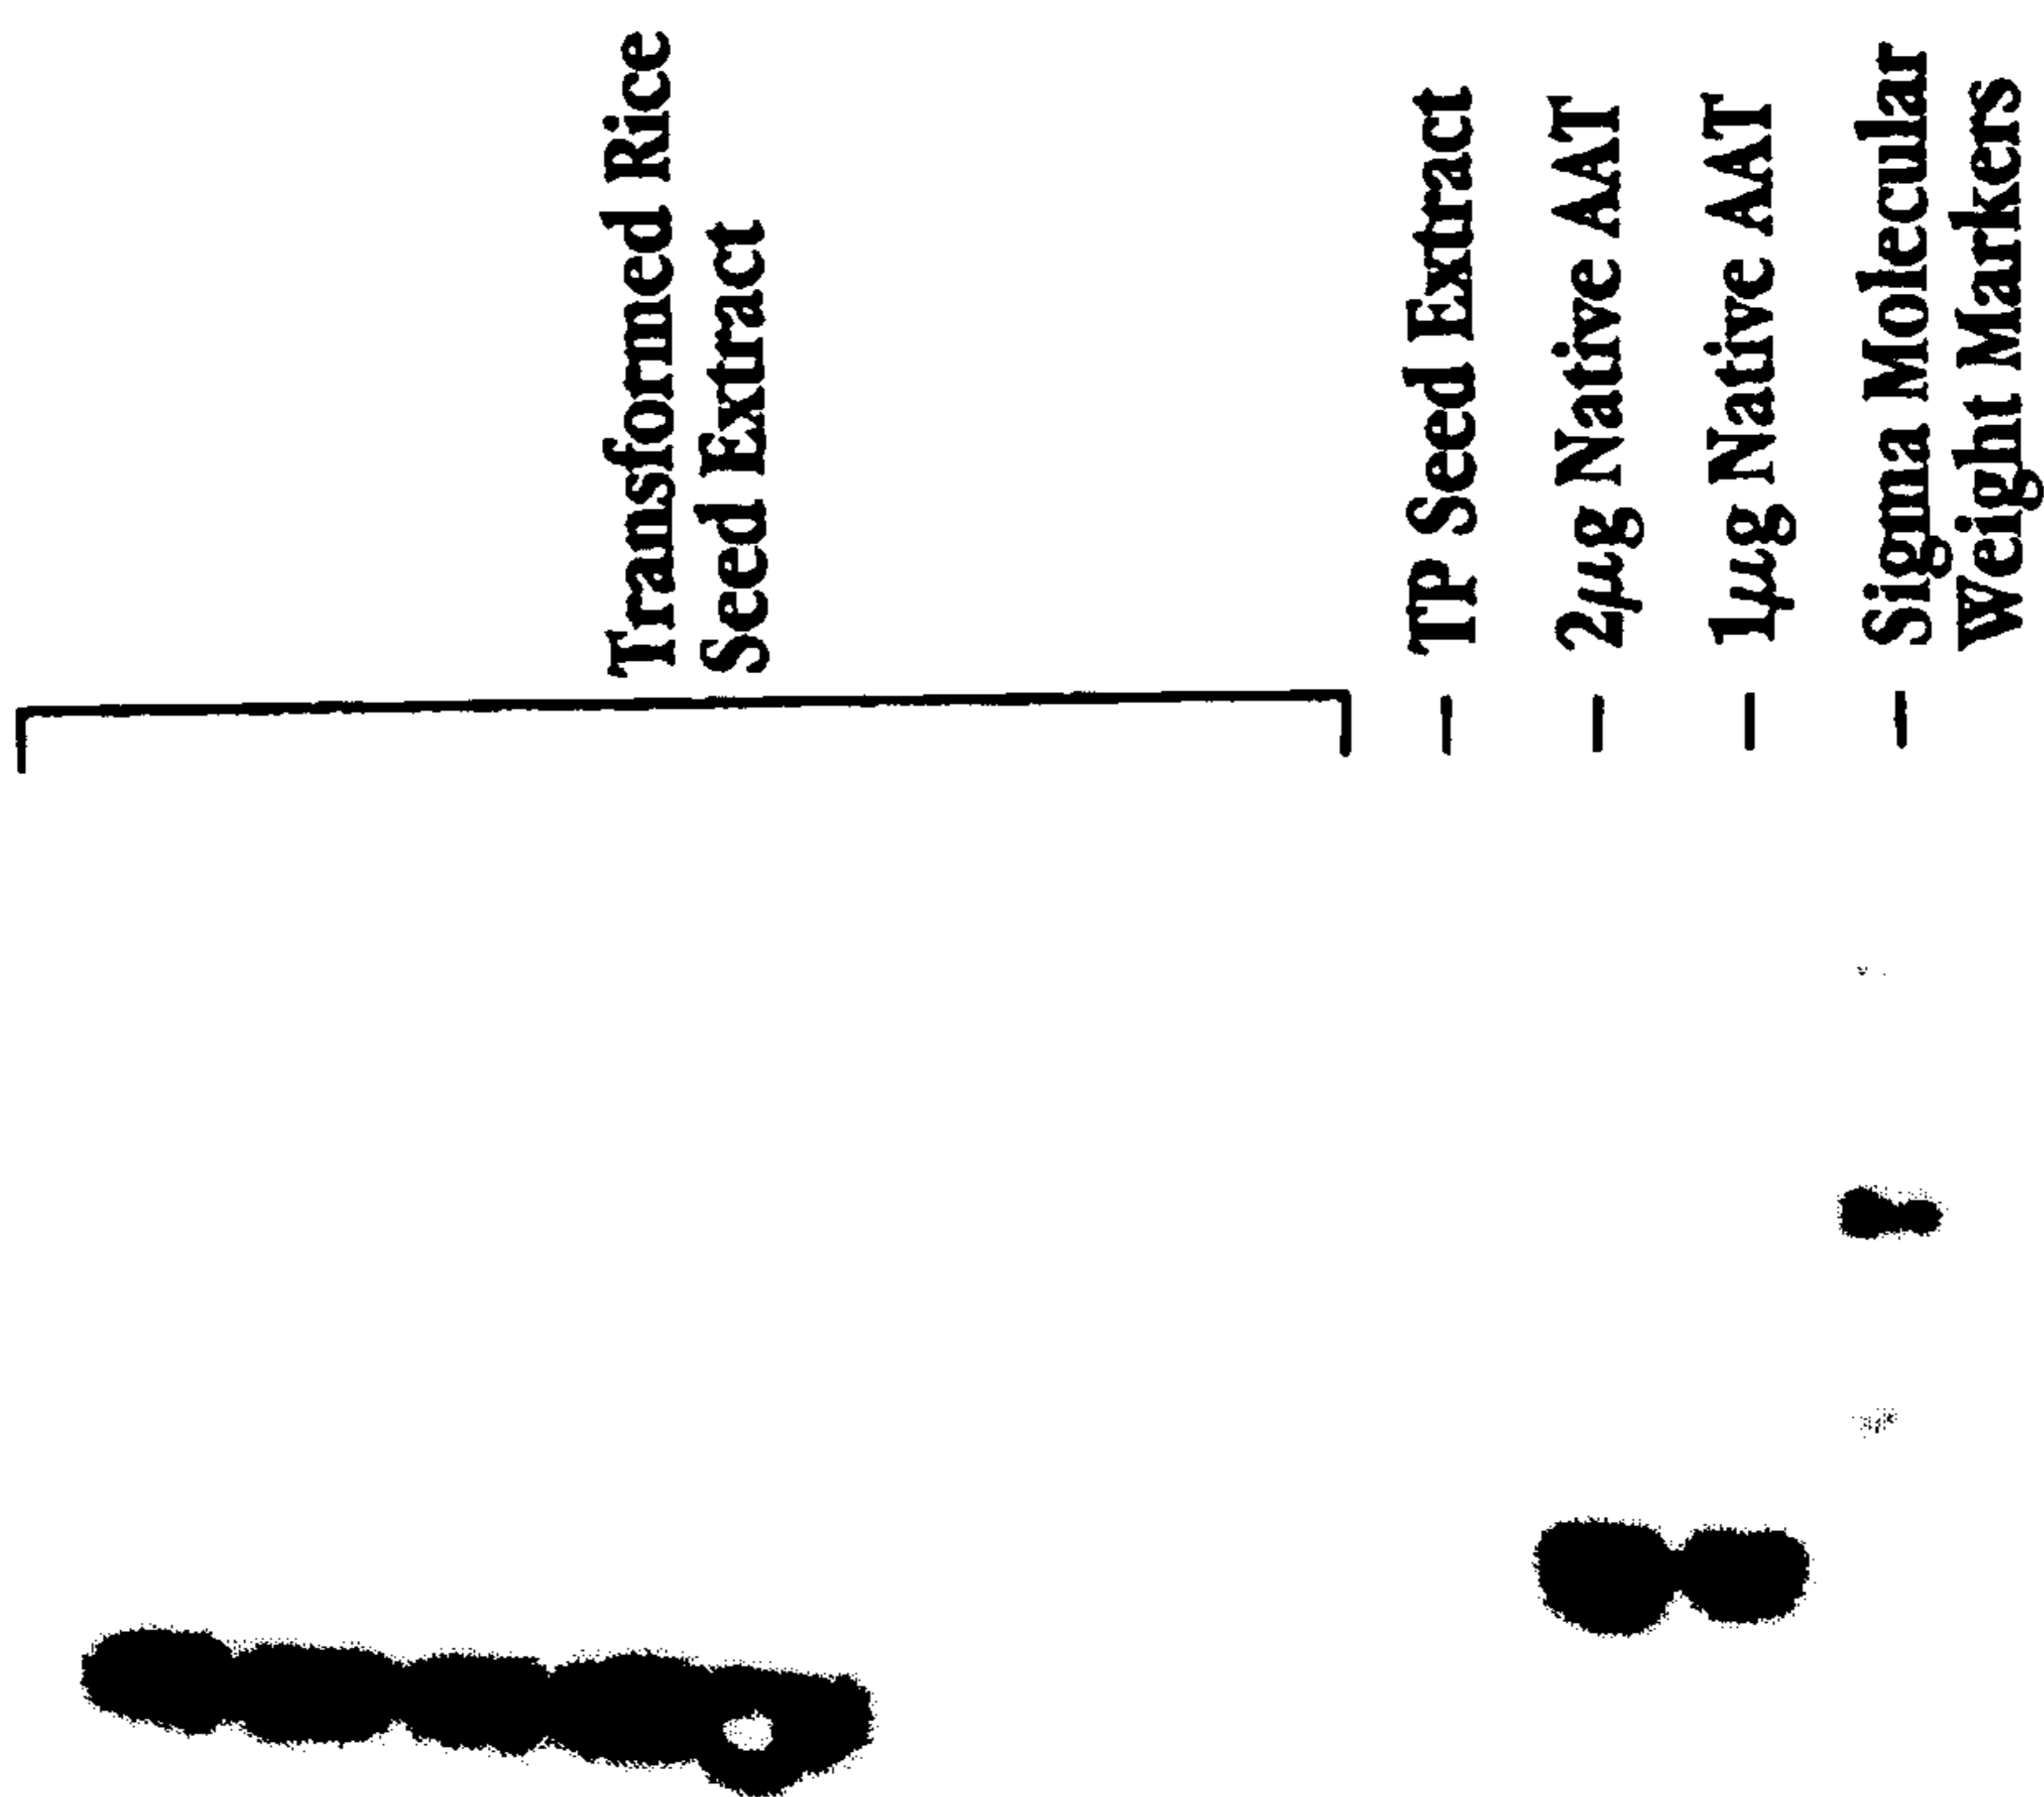 Transformed Rice
Seed Extract
TP Seed Extract
2µg Native AAT
1µg Native AAT
Sigma Molecular
Weight Markers